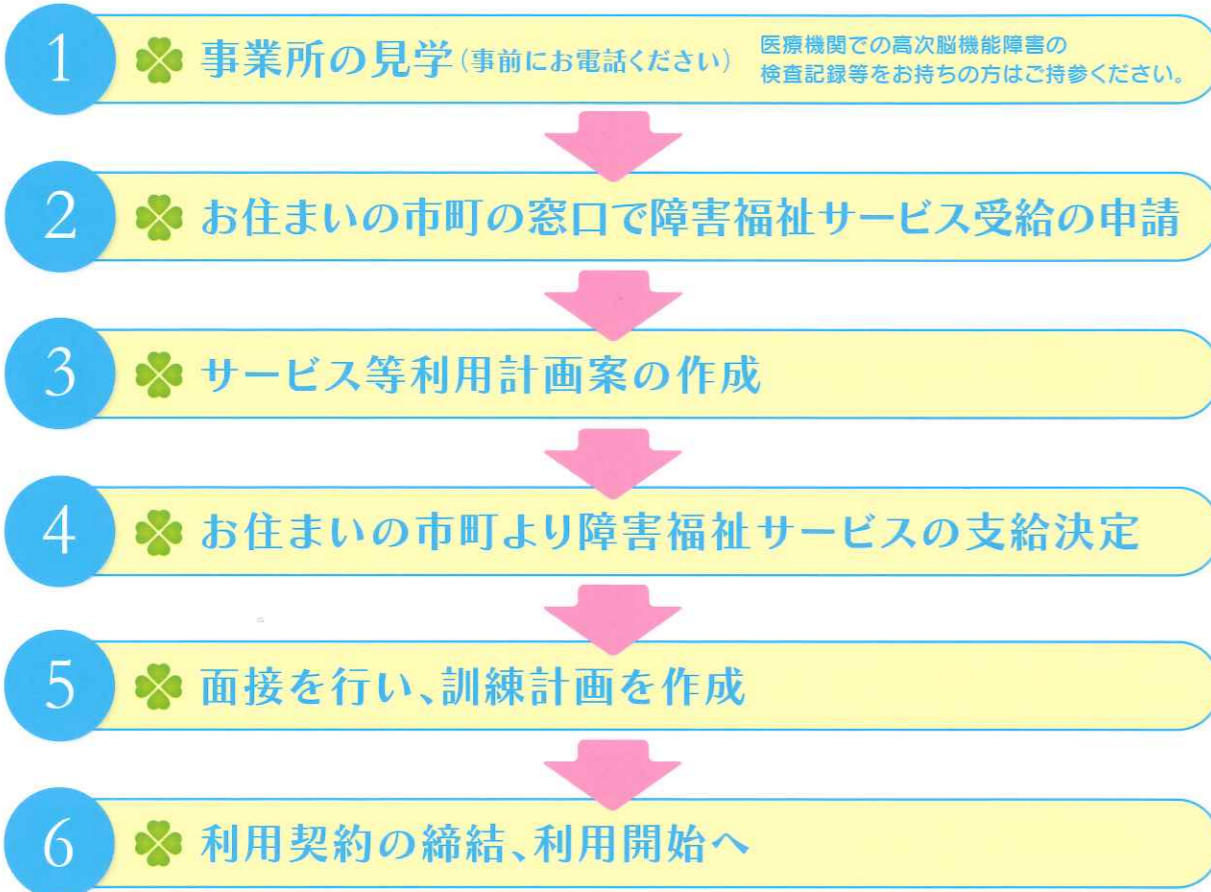 1 事業所の見学(事前にお電話ください)
医療機関での高次脳機能障害の
検査記録等をお持ちの方はご持参ください。
2 お住まいの市町の窓口で障害福祉サービス受給の申請
3 サービス等利用計画案の作成
4 お住まいの市町より障害福祉サービスの支給決定
5 面接を行い、訓練計画を作成
6 利用契約の締結、利用開始へ